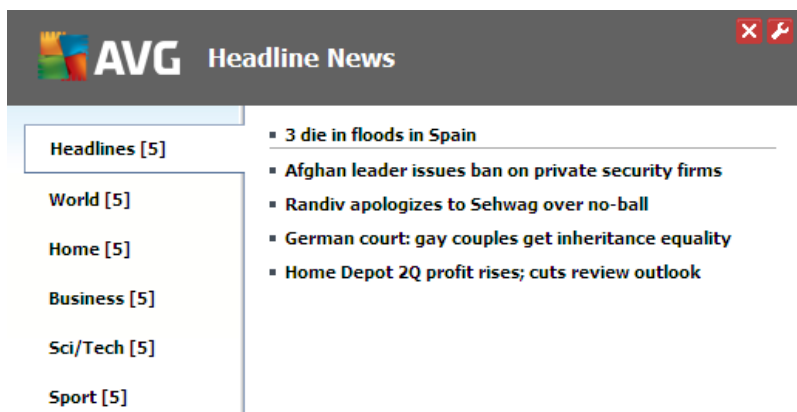 AVG Headline News
Headlines [5]
World [5]
Home [5]
Business [5]
Sci/Tech [5]
Sport [5]
3 die in floods in Spain
Afghan leader issues ban on private security firms
Randiv apologizes to Sehwag over no-ball
German court: gay couples get inheritance equality
Home Depot 2Q profit rises; cuts review outlook